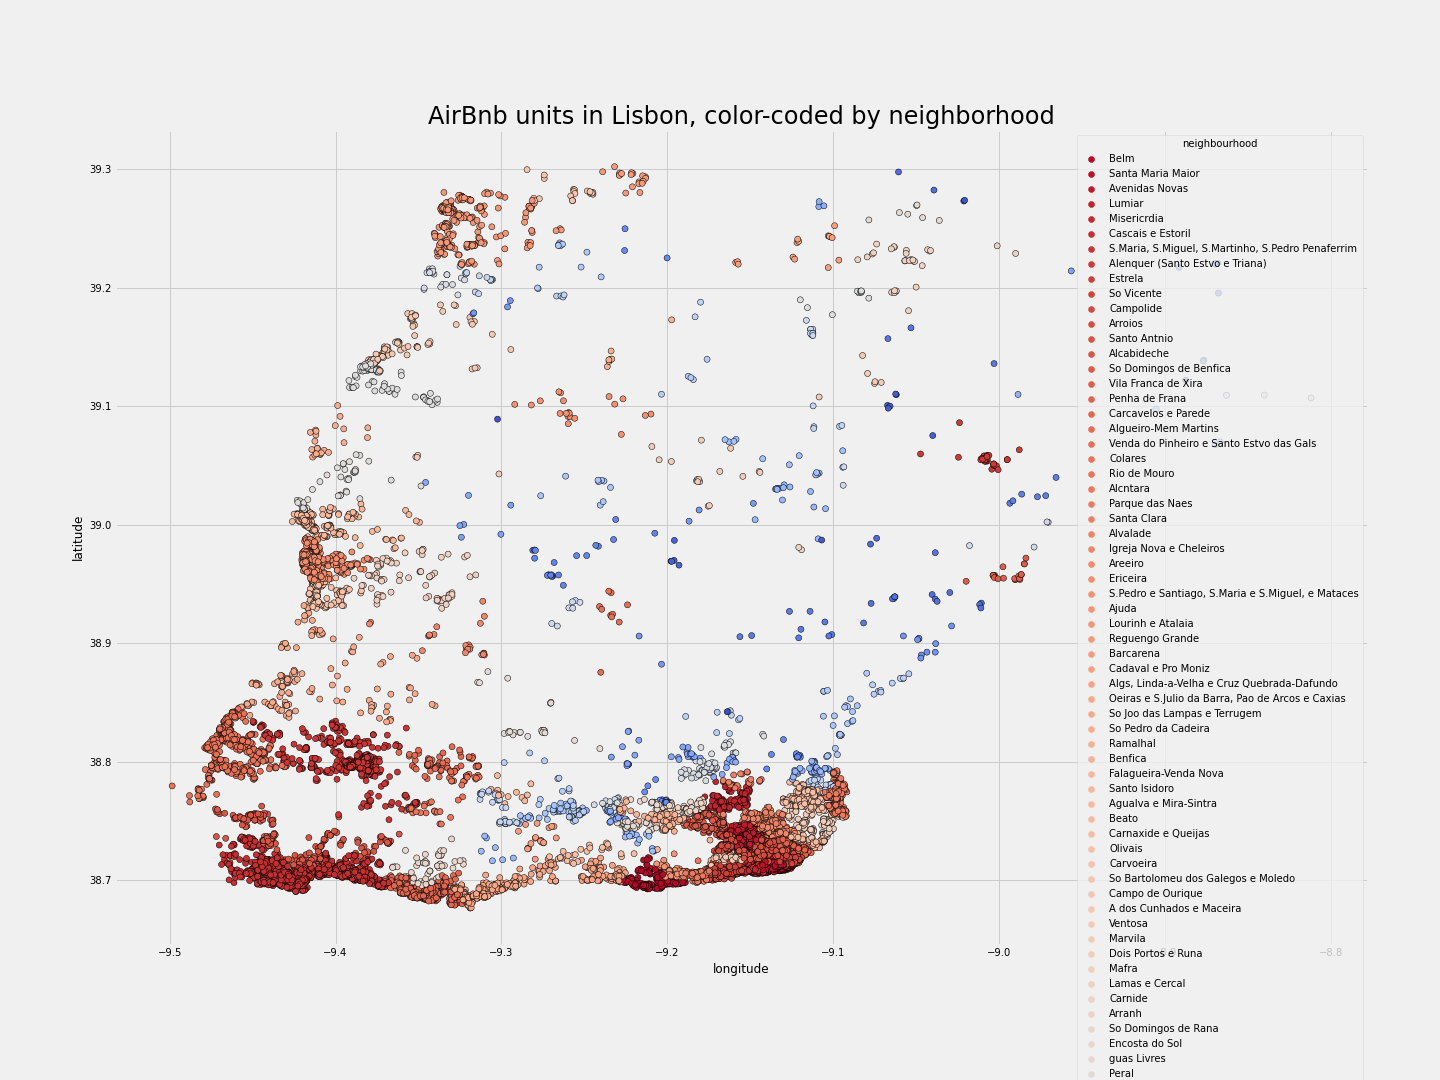 AirBnb units in Lisbon, color-coded by neighborhood
neighbourhood
Belm
Santa Maria Maior
Avenidas Novas
Lumiar
Misericrdia
Cascais e Estoril
S.Maria, S.Miguel, S.Martinho, S.Pedro Penaferrim
Alenquer (Santo Estvo e Triana)
Estrela
So Vicente
Campolide
Arroios
Santo Antnio
Alcabideche
So Domingos de Benfica
Vila Franca de Xira
Penha de Frana
Carcavelos e Parede
Algueiro-Mem Martins
Venda do Pinheiro e Santo Estvo das Gals
Colares
Rio de Mouro
Alcntara
Parque das Naes
Santa Clara
Alvalade
Igreja Nova e Cheleiros
Areeiro
Ericeira
S.Pedro e Santiago, S.Maria e S.Miguel, e Mataces
Ajuda
Lourinh e Atalaia
Reguengo Grande
Barcarena
Cadaval e Pro Moniz
Algs, Linda-a-Velha e Cruz Quebrada-Dafundo
Oeiras e S.Julio da Barra, Pao de Arcos e Caxias
So Joo das Lampas e Terrugem
So Pedro da Cadeira
Ramalhal
Benfica
Falagueira-Venda Nova
Santo Isidoro
Agualva e Mira-Sintra
Beato
Carnaxide e Queijas
Olivais
Carvoeira
So Bartolomeu dos Galegos e Moledo
Campo de Ourique
A dos Cunhados e Maceira
Ventosa
Marvila
Dois Portos e Runa
Mafra
Lamas e Cercal
Carnide
Arranh
So Domingos de Rana
Encosta do Sol
guas Livres
Peral
39.3
39.2
39.1
39.0
38.9
38.8
38.7
latitude
−9.5 −9.4 −9.3 −9.2 −9.1 −9.0 −8.9 −8.8
longitude